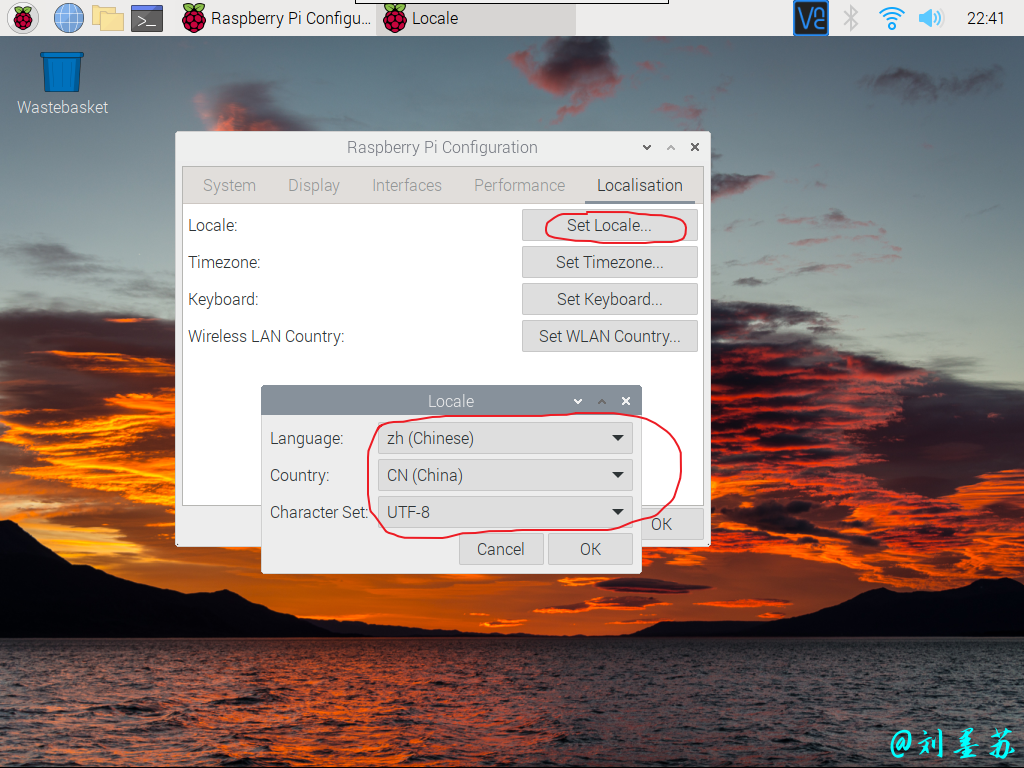 Raspberry Pi Configu... Locale 22:41
Wastebasket
Raspberry Pi Configuration
System Display Interfaces Performance Localisation
Locale: Set Locale...
Timezone: Set Timezone...
Keyboard: Set Keyboard...
Wireless LAN Country: Set WLAN Country...
Locale
Language: zh (Chinese)
Country: CN (China)
Character Set: UTF-8
OK
Cancel OK
@刘墨苏